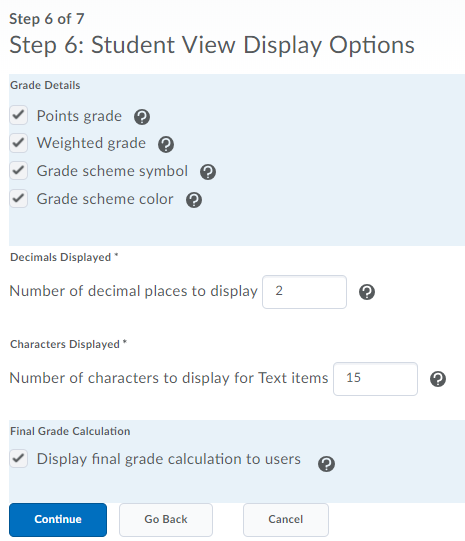 Step 6 of 7
Step 6: Student View Display Options
Grade Details
Points grade ?
Weighted grade ?
Grade scheme symbol ?
Grade scheme color ?
Decimals Displayed *
Number of decimal places to display 2 ?
Characters Displayed *
Number of characters to display for Text items 15 ?
Final Grade Calculation
Display final grade calculation to users ?
Continue Go Back Cancel